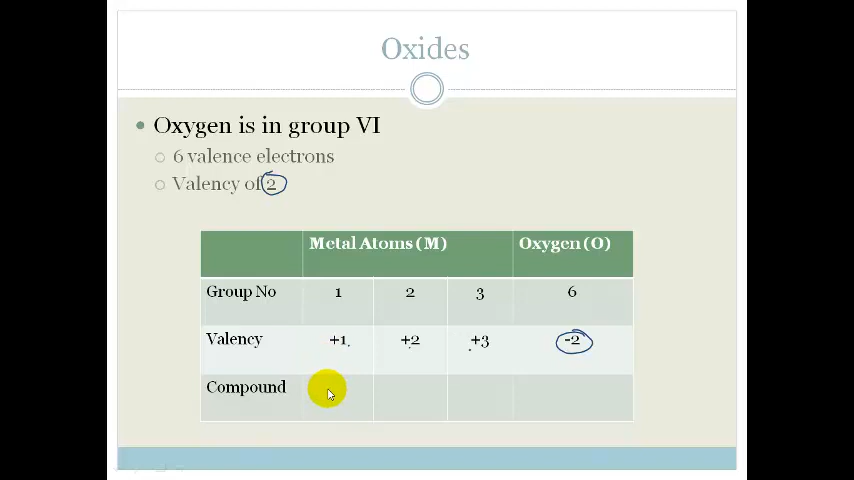 Oxides
Oxygen is in group VI
6 valence electrons
Valency of 2
Metal Atoms (M) Oxygen (O)
Group No 1 2 3 6
Valency +1 +2 +3 -2
Compound